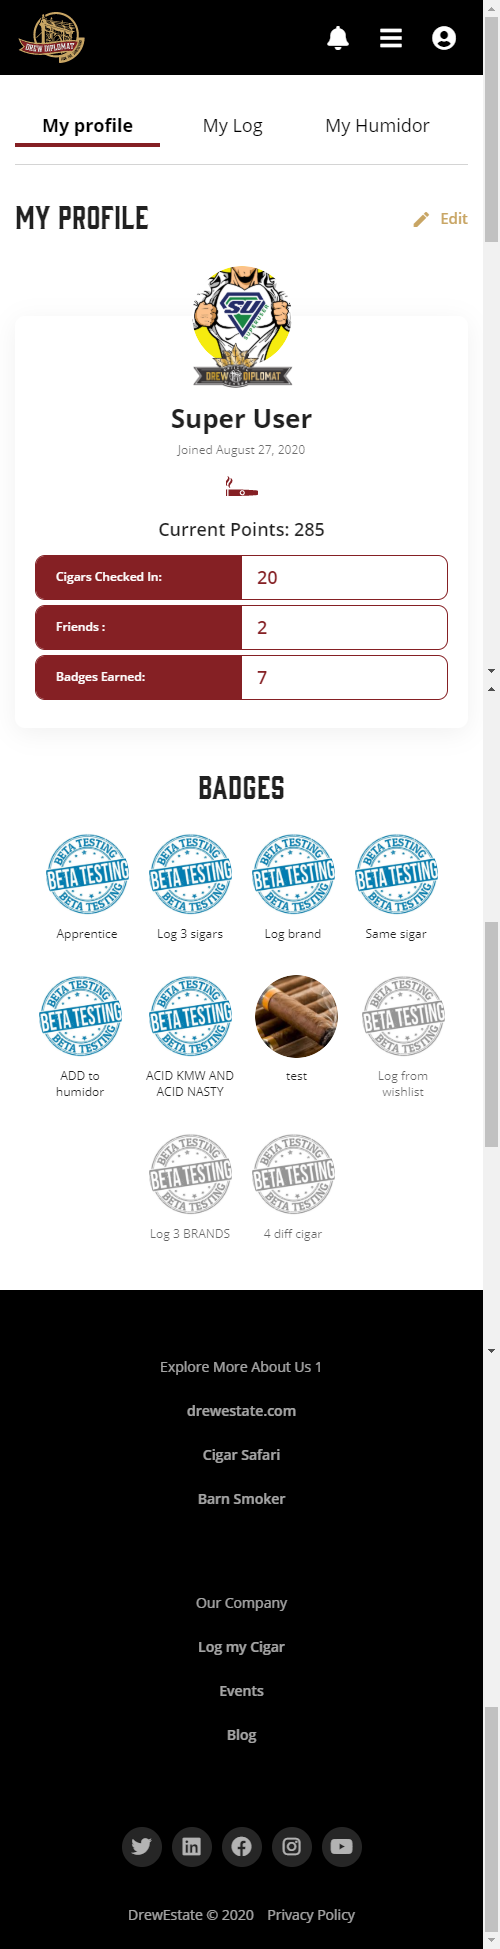 DREW DIPLOMAT
My profile My Log My Humidor
MY PROFILE
Edit
SU
SUPERUSER
DREW DIPLOMAT
Super User
Joined August 27, 2020
Current Points: 285
Cigars Checked In: 20
Friends : 2
Badges Earned: 7
BADGES
BETA TESTING BETA TESTING BETA TESTING
BETA TESTING BETA TESTING BETA TESTING
BETA TESTING BETA TESTING BETA TESTING
BETA TESTING BETA TESTING BETA TESTING
Apprentice Log 3 sigars Log brand Same sigar
BETA TESTING BETA TESTING BETA TESTING
BETA TESTING BETA TESTING BETA TESTING
BETA TESTING BETA TESTING BETA TESTING
ADD to humidor
ACID KMW AND ACID NASTY
test
Log from wishlist
BETA TESTING BETA TESTING BETA TESTING
BETA TESTING BETA TESTING BETA TESTING
Log 3 BRANDS 4 diff cigar
Explore More About Us 1
drewestate.com
Cigar Safari
Barn Smoker
Our Company
Log my Cigar
Events
Blog
DrewEstate © 2020 Privacy Policy